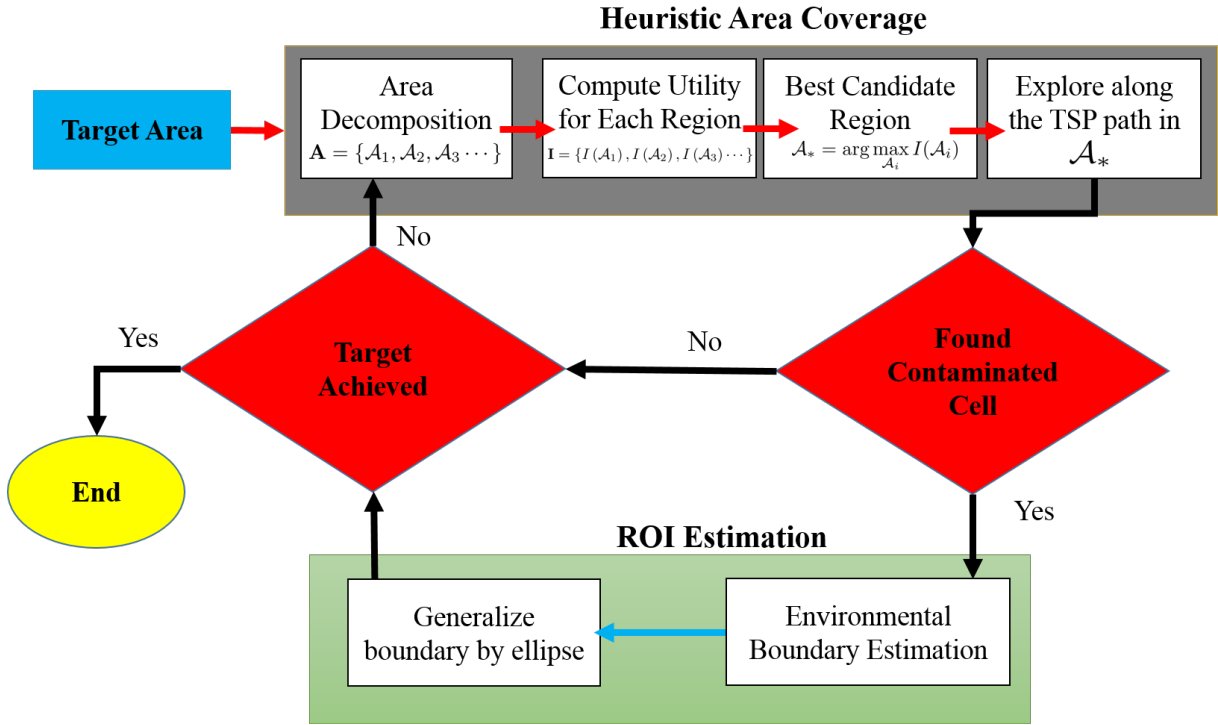 Heuristic Area Coverage
Target Area
Area
Decomposition
𝐀 = {𝒜₁, 𝒜₂, 𝒜₃ ⋯}
Compute Utility
for Each Region
𝐈 = {I(𝒜₁), I(𝒜₂), I(𝒜₃) ⋯}
Best Candidate
Region
𝒜∗ = arg max I(𝒜ᵢ)
𝒜ᵢ
Explore along
the TSP path in
𝒜∗
No
Yes
Target
Achieved
No
Found
Contaminated
Cell
End
Yes
ROI Estimation
Generalize
boundary by ellipse
Environmental
Boundary Estimation